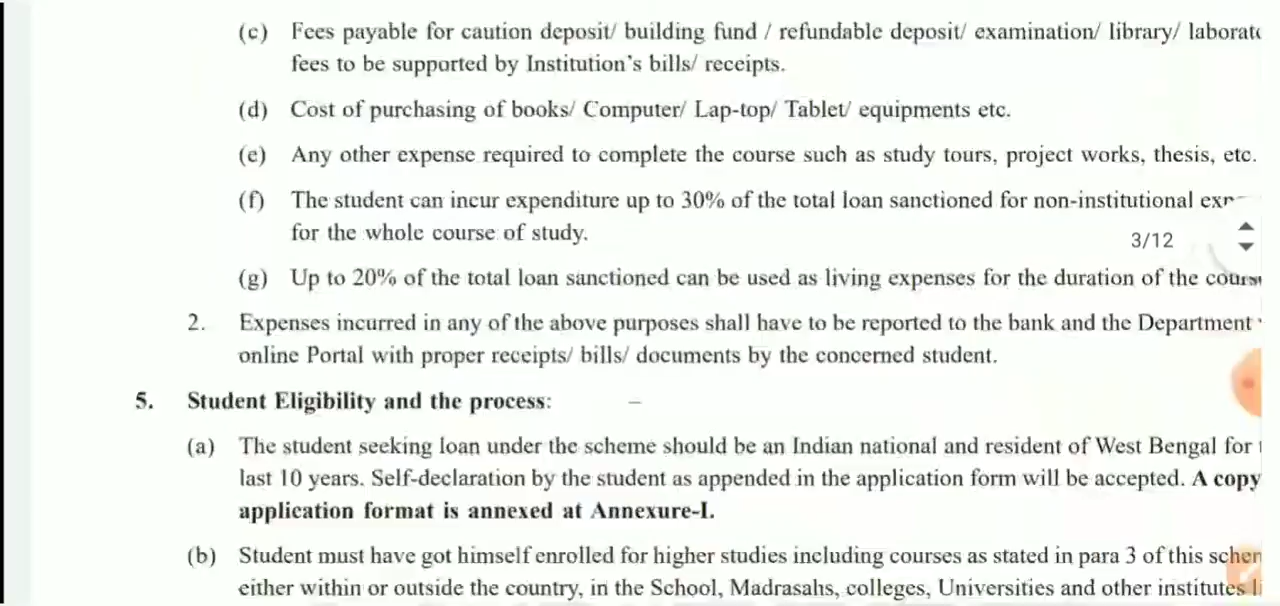 (c) Fees payable for caution deposit/ building fund / refundable deposit/ examination/ library/
fees to be supported by Institution's bills/ receipts.
(d) Cost of purchasing of books/ Computer/ Lap-top/ Tablet/ equipments etc.
(e) Any other expense required to complete the course such as study tours, project works, thesis, etc.
(f) The student can incur expenditure up to 30% of the total loan sanctioned for non-institutional
for the whole course of study.
3/12
(g) Up to 20% of the total loan sanctioned can be used as living expenses for the duration of the
2. Expenses incurred in any of the above purposes shall have to be reported to the bank and the Department
online Portal with proper receipts/ bills/ documents by the concerned student.
5. Student Eligibility and the process:
(a) The student seeking loan under the scheme should be an Indian national and resident of West Bengal for
last 10 years. Self-declaration by the student as appended in the application form will be accepted. A copy
application format is annexed at Annexure-I.
(b) Student must have got himself enrolled for higher studies including courses as stated in para 3 of this
either within or outside the country, in the School, Madrasahs, colleges, Universities and other institutes